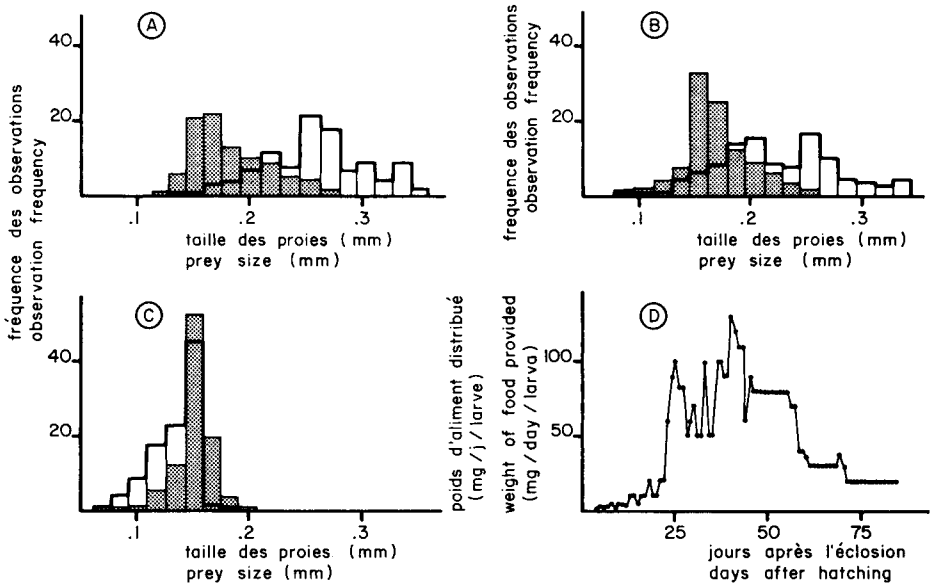 A
40
20
.1
.2
.3
taille des proies (mm)
prey size (mm)
fréquence des observations
observation frequency
B
40
20
.1
.2
.3
taille des proies (mm)
prey size (mm)
frequence des observations
observation frequency
C
40
20
.1
.2
.3
taille des proies (mm)
prey size (mm)
D
100
50
25
50
75
jours après l'éclosion
days after hatching
poids d'aliment distribué
(mg/j/larve)
weight of food provided
(mg/day/larva)